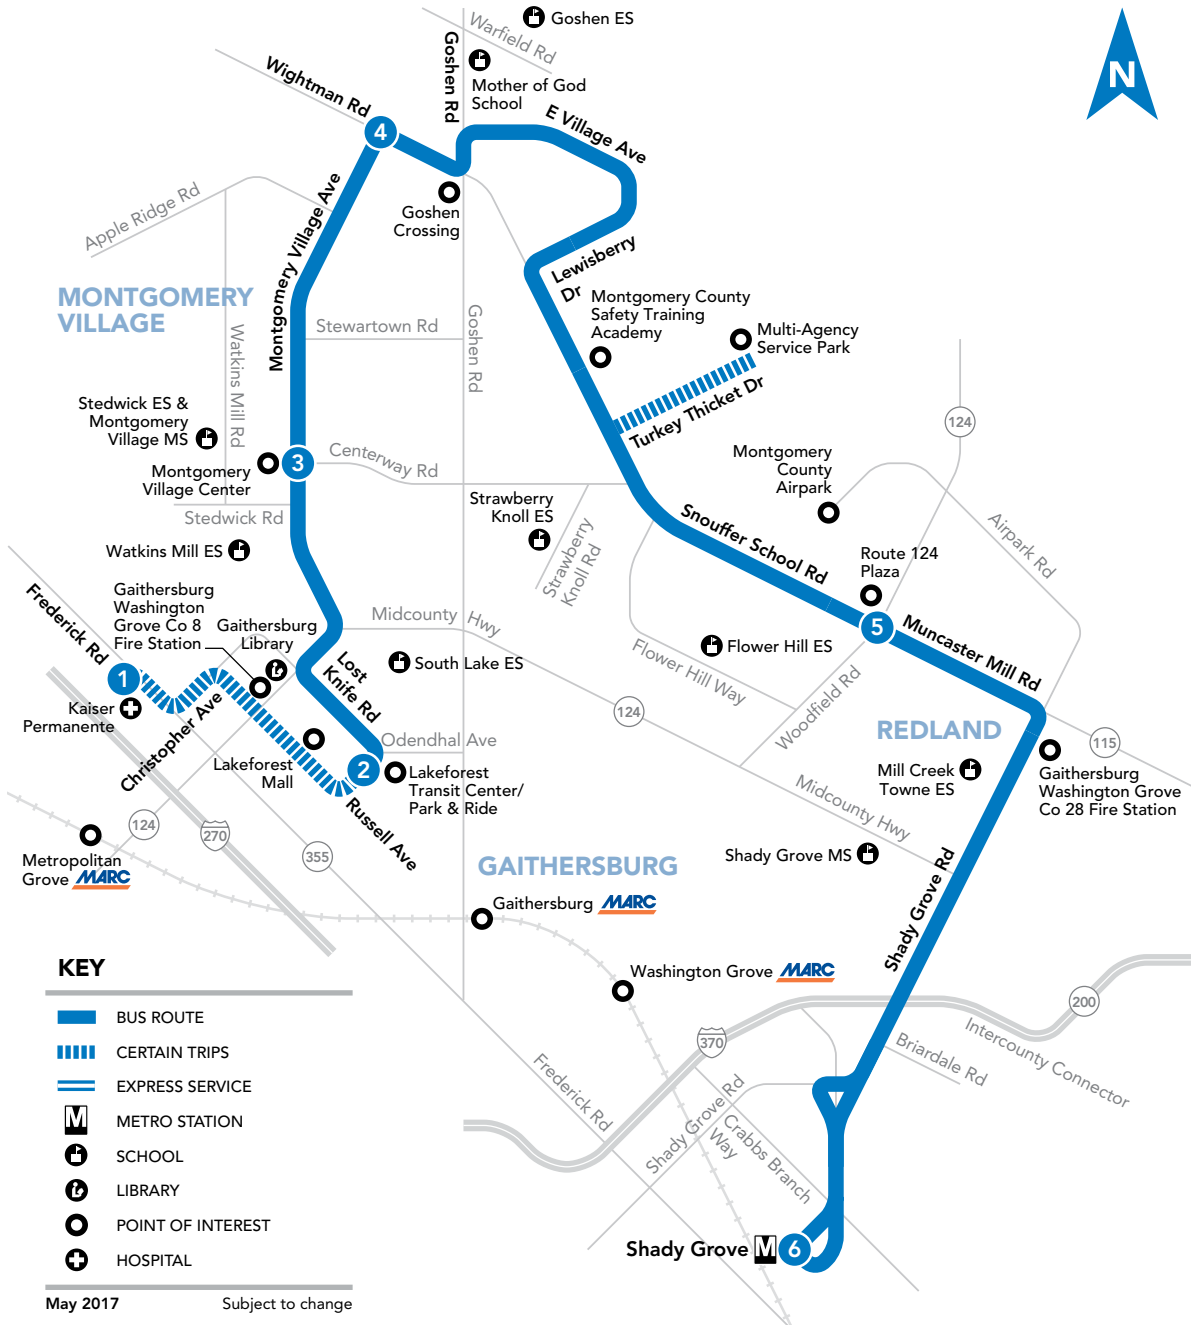 Goshen ES
Warfield Rd
Goshen Rd
Mother of God
School
Wightman Rd
4
E Village Ave
N
Apple Ridge Rd
Montgomery Village Ave
Goshen
Crossing
Lewisberry
Dr
MONTGOMERY
VILLAGE
Montgomery County
Safety Training
Academy
Stewartown Rd
Goshen Rd
Watkins Mill Rd
Multi-Agency
Service Park
Turkey Thicket Dr
124
Stedwick ES &
Montgomery
Village MS
Montgomery
Village Center
3
Centerway Rd
Montgomery
County
Airpark
Strawberry
Knoll ES
Stedwick Rd
Snouffer School Rd
Airpark Rd
Watkins Mill ES
Strawberry
Knoll Rd
Route 124
Plaza
Frederick Rd
Gaithersburg
Washington
Grove Co 8
Fire Station
Gaithersburg
Library
Midcounty Hwy
5
Muncaster Mill Rd
Flower Hill ES
Flower Hill Way
South Lake ES
Lost
Knife Rd
1
Kaiser
Permanente
Christopher Ave
124
Woodfield Rd
REDLAND
115
Odendhal Ave
Lakeforest
Mall
2
Lakeforest
Transit Center/
Park & Ride
Mill Creek
Towne ES
Gaithersburg
Washington Grove
Co 28 Fire Station
Midcounty Hwy
Russell Ave
124
270
355
Metropolitan
Grove MARC
Shady Grove MS
GAITHERSBURG
Gaithersburg MARC
Shady Grove Rd
Washington Grove MARC
200
370
Intercounty Connector
Briardale Rd
Frederick Rd
Shady Grove Rd
Crabbs Branch
Way
Shady Grove M 6
KEY
BUS ROUTE
CERTAIN TRIPS
EXPRESS SERVICE
M METRO STATION
SCHOOL
LIBRARY
POINT OF INTEREST
HOSPITAL
May 2017 Subject to change